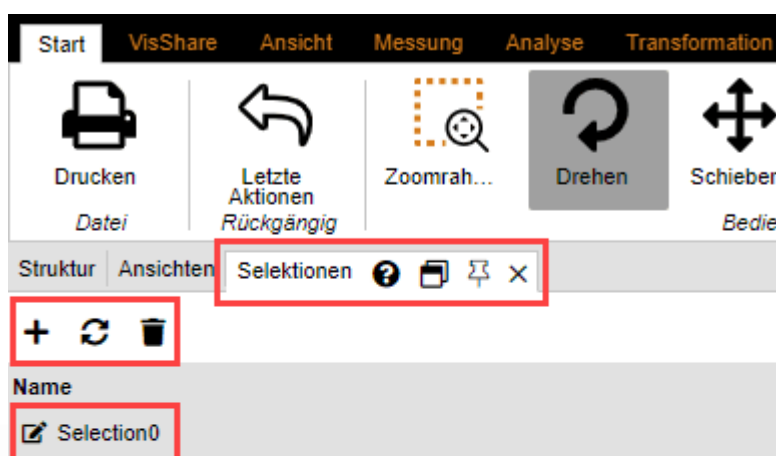 Start VisShare Ansicht Messung Analyse Transformation
Drucken Letzte Aktionen Zoomrah... Drehen Schieben
Datei Rückgängig Bedie
Struktur Ansichten Selektionen
Name
Selection0